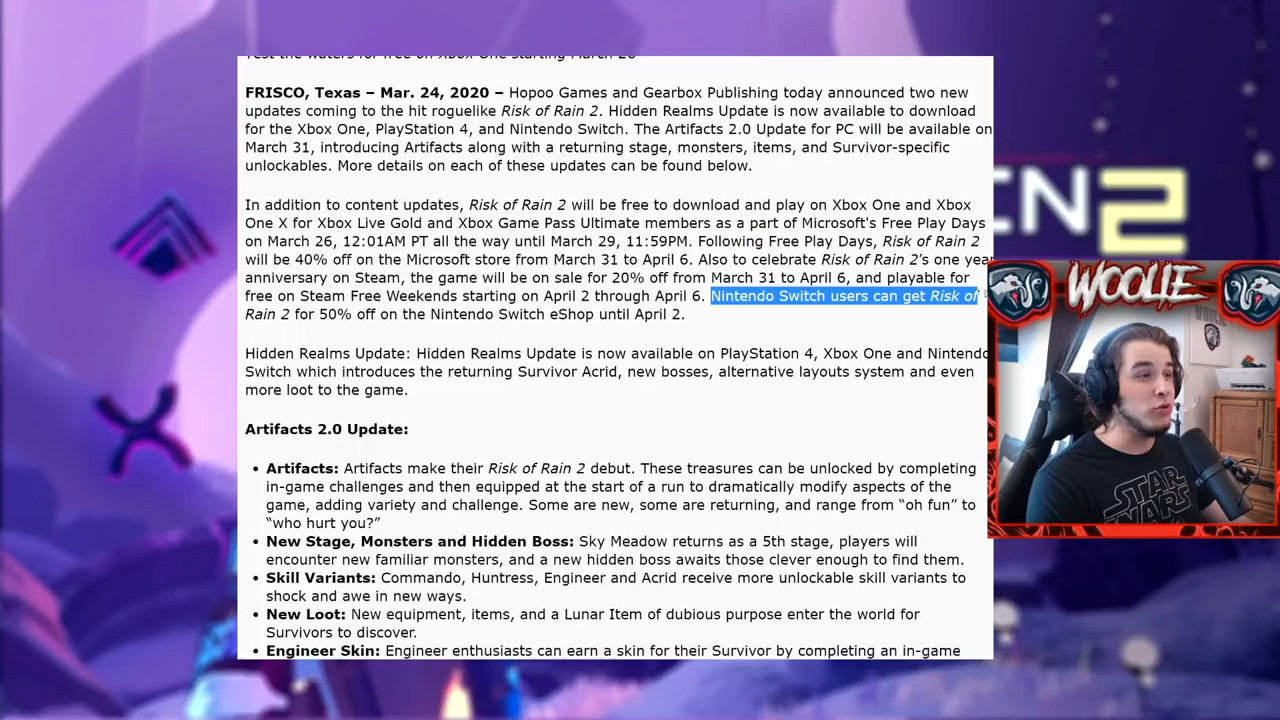 Test the waters for free on Xbox One starting March 26
FRISCO, Texas – Mar. 24, 2020 – Hopoo Games and Gearbox Publishing today announced two new
updates coming to the hit roguelike Risk of Rain 2. Hidden Realms Update is now available to download
for the Xbox One, PlayStation 4, and Nintendo Switch. The Artifacts 2.0 Update for PC will be available on
March 31, introducing Artifacts along with a returning stage, monsters, items, and Survivor-specific
unlockables. More details on each of these updates can be found below.
In addition to content updates, Risk of Rain 2 will be free to download and play on Xbox One and Xbox
One X for Xbox Live Gold and Xbox Game Pass Ultimate members as a part of Microsoft's Free Play Days
on March 26, 12:01AM PT all the way until March 29, 11:59PM. Following Free Play Days, Risk of Rain 2
will be 40% off on the Microsoft store from March 31 to April 6. Also to celebrate Risk of Rain 2's one year
anniversary on Steam, the game will be on sale for 20% off from March 31 to April 6, and playable for
free on Steam Free Weekends starting on April 2 through April 6. Nintendo Switch users can get Risk of
Rain 2 for 50% off on the Nintendo Switch eShop until April 2.
Hidden Realms Update: Hidden Realms Update is now available on PlayStation 4, Xbox One and Nintendo
Switch which introduces the returning Survivor Acrid, new bosses, alternative layouts system and even
more loot to the game.
Artifacts 2.0 Update:
• Artifacts: Artifacts make their Risk of Rain 2 debut. These treasures can be unlocked by completing
in-game challenges and then equipped at the start of a run to dramatically modify aspects of the
game, adding variety and challenge. Some are new, some are returning, and range from “oh fun” to
“who hurt you?”
• New Stage, Monsters and Hidden Boss: Sky Meadow returns as a 5th stage, players will
encounter new familiar monsters, and a new hidden boss awaits those clever enough to find them.
• Skill Variants: Commando, Huntress, Engineer and Acrid receive more unlockable skill variants to
shock and awe in new ways.
• New Loot: New equipment, items, and a Lunar Item of dubious purpose enter the world for
Survivors to discover.
• Engineer Skin: Engineer enthusiasts can earn a skin for their Survivor by completing an in-game
IN 2
WOOLIE
STAR
WARS